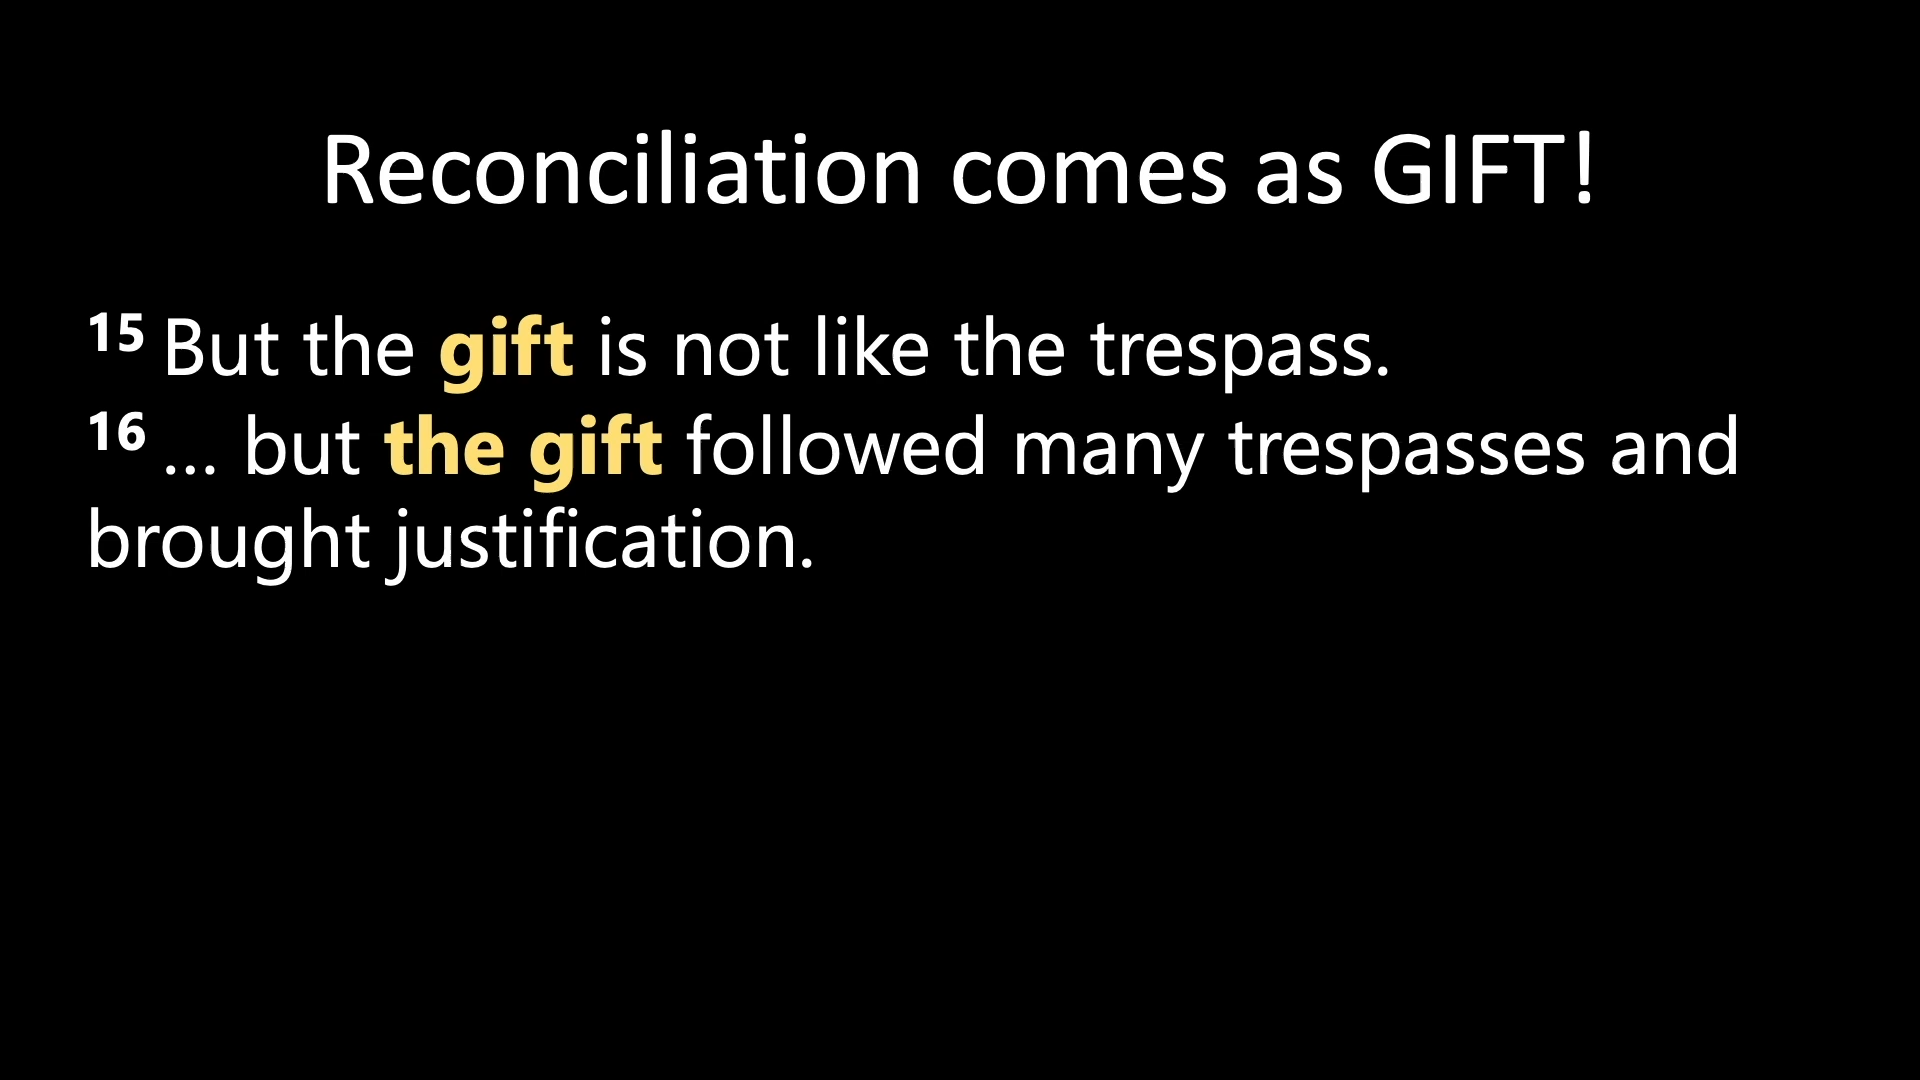 Reconciliation comes as GIFT!
15 But the gift is not like the trespass.
16 … but the gift followed many trespasses and
brought justification.